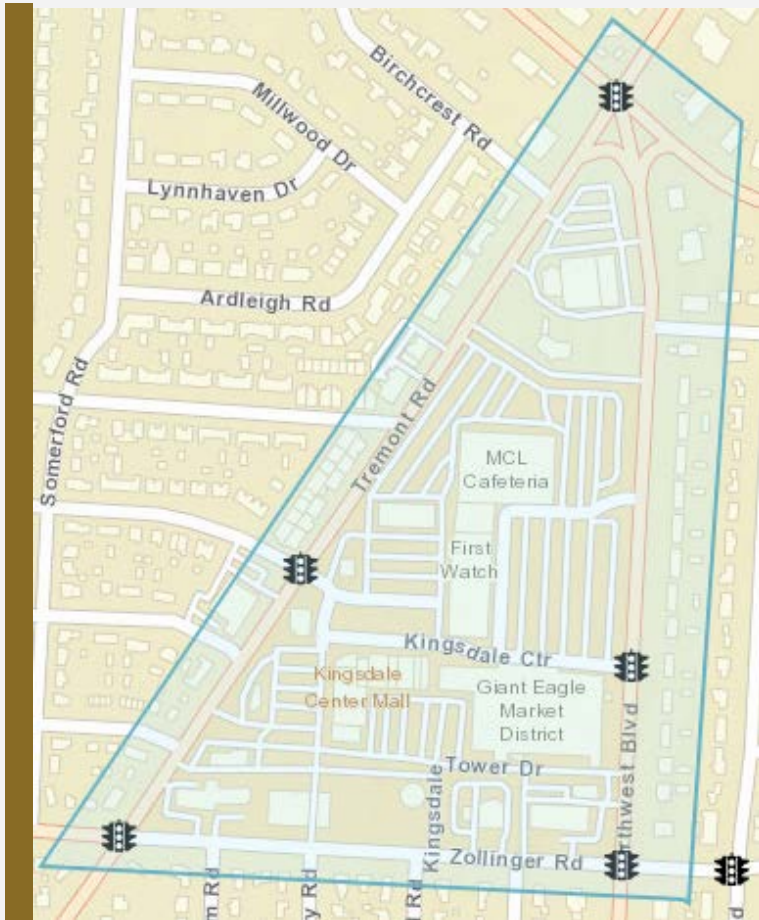 Birchcrest Rd
Millwood Dr
Lynnhaven Dr
Ardleigh Rd
Somerford Rd
Tremont Rd
MCL
Cafeteria
First
Watch
Kingsdale Ctr
Kingsdale
Center Mall
Giant Eagle
Market
District
rthwest Blvd
Tower Dr
Kingsdale
Zollinger Rd
m Rd
y Rd
d Rd
d